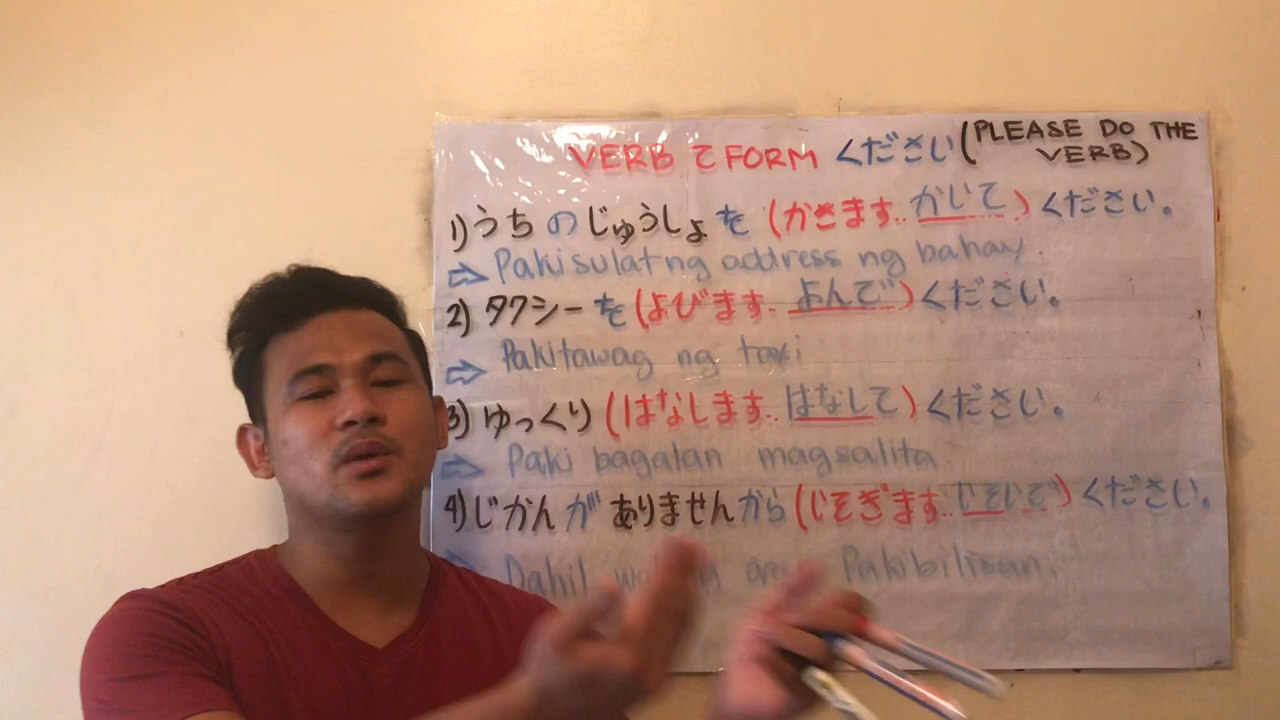 VERB て FORM ください (PLEASE DO THE VERB)
1) うちのじゅうしょを (かきます.. かいて) ください。
⇨ Pakisulat ng address ng bahay.
2) タクシーを (よびます.. よんで) ください。
⇨ Pakitawag ng taxi
3) ゆっくり (はなします.. はなして) ください。
⇨ Paki bagalan magsalita
4) じかんがありませんから (いそぎます.. いそいで) ください。
Dahil Pakibilisan.